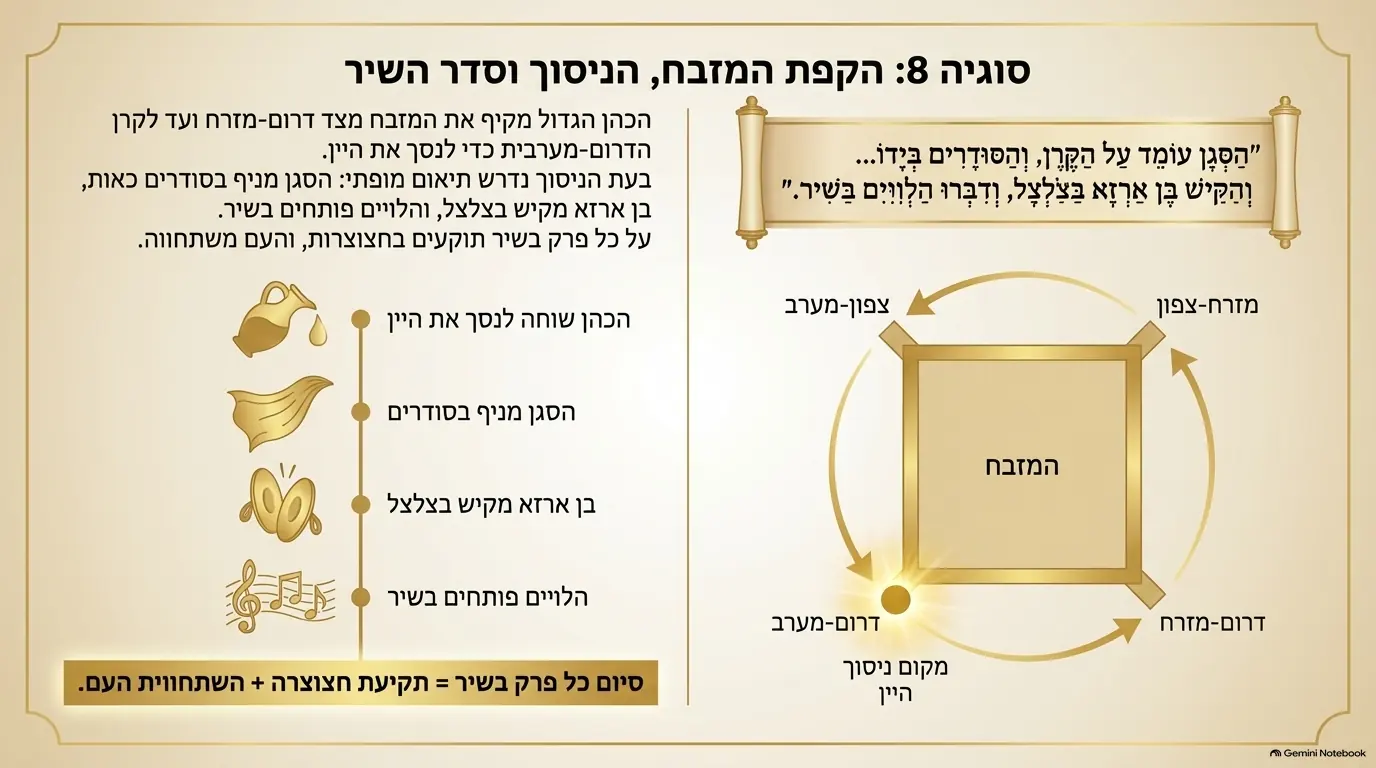 סוגיה 8: הקפת המזבח, הניסוך וסדר השיר
"הַסְּגָן עוֹמֵד עַל הַקֶּרֶן, וְהַסּוּדָרִים בְּיָדוֹ...
וְהִקִּישׁ בֶּן אַרְזָא בַּצֶּלְצָל, וְדִבְּרוּ הַלְוִיִּים בַּשִּׁיר."
מזרח-צפון
צפון-מערב
המזבח
דרום-מזרח
דרום-מערב
מקום ניסוך
היין
הכהן הגדול מקיף את המזבח מצד דרום-מזרח ועד לקרן
הדרום-מערבית כדי לנסך את היין.
בעת הניסוך נדרש תיאום מופתי: הסגן מניף בסודרים כאות,
בן ארזא מקיש בצלצל, והלויים פותחים בשיר.
על כל פרק בשיר תוקעים בחצוצרות, והעם משתחווה.
הכהן שוחה לנסך את היין
הסגן מניף בסודרים
בן ארזא מקיש בצלצל
הלויים פותחים בשיר
סיום כל פרק בשיר = תקיעת חצוצרה + השתחווית העם.
Gemini Notebook